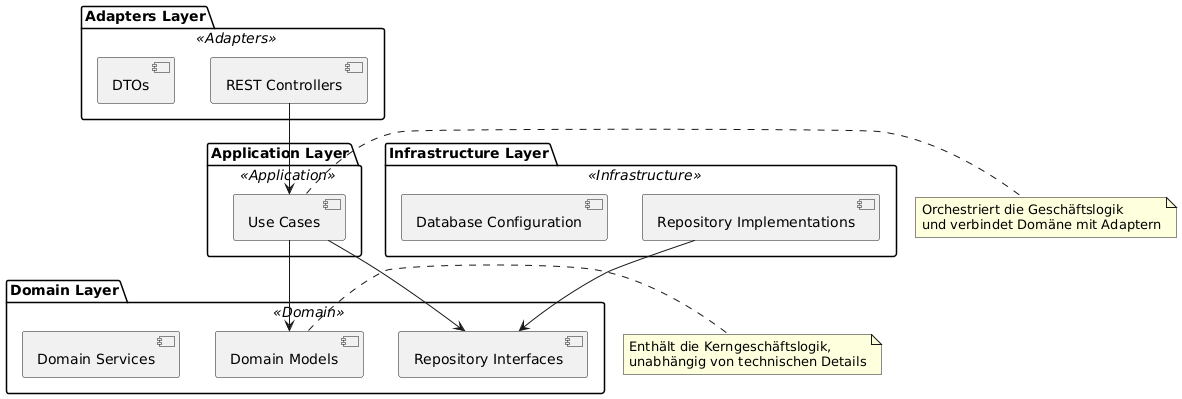 Adapters Layer
«Adapters»
DTOs
REST Controllers
Application Layer
«Application»
Use Cases
Infrastructure Layer
«Infrastructure»
Database Configuration
Repository Implementations
Orchestriert die Geschäftslogik
und verbindet Domäne mit Adaptern
Domain Layer
«Domain»
Domain Services
Domain Models
Repository Interfaces
Enthält die Kerngeschäftslogik,
unabhängig von technischen Details